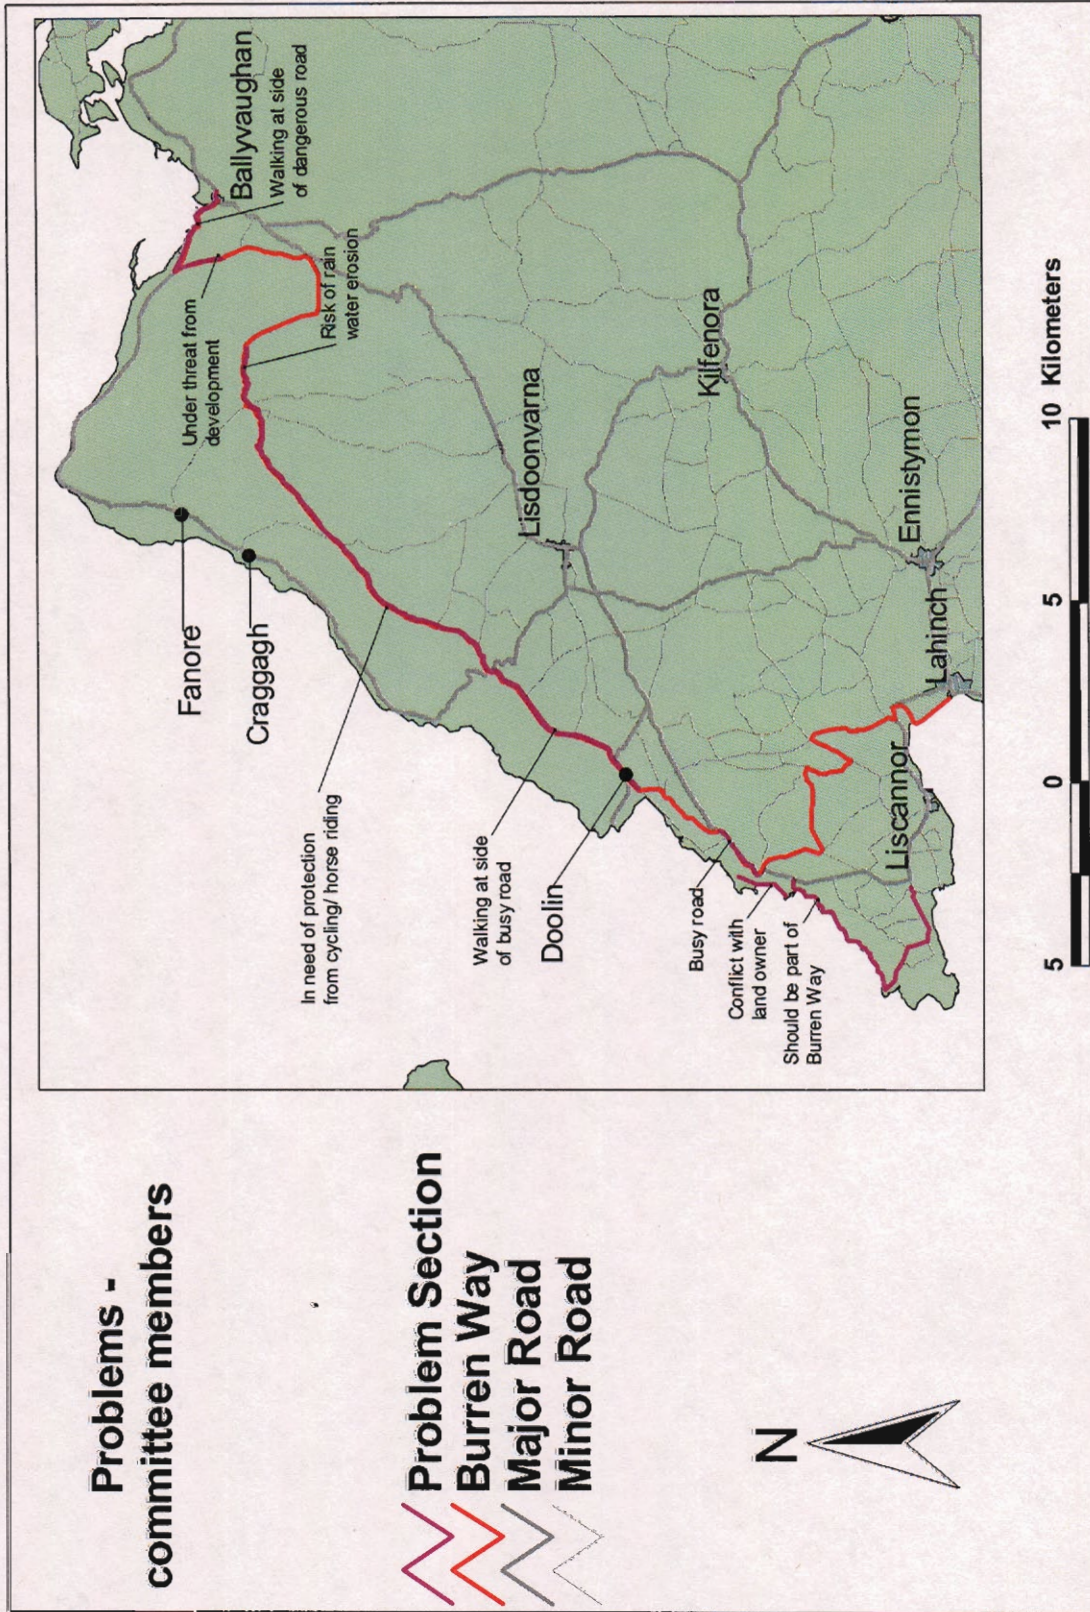 Problems -
committee members
Problem Section
Burren Way
Major Road
Minor Road
N
Fanore
Craggagh
In need of protection
from cycling/ horse riding
Under threat from
development
Ballyvaughan
Walking at side
of dangerous road
Risk of rain
water erosion
Walking at side
of busy road
Doolin
Lisdoonvarna
Kilfenora
Busy road
Conflict with
land owner
Should be part of
Burren Way
Liscannor
Lahinch
Ennistymon
5 0 5 10 Kilometers